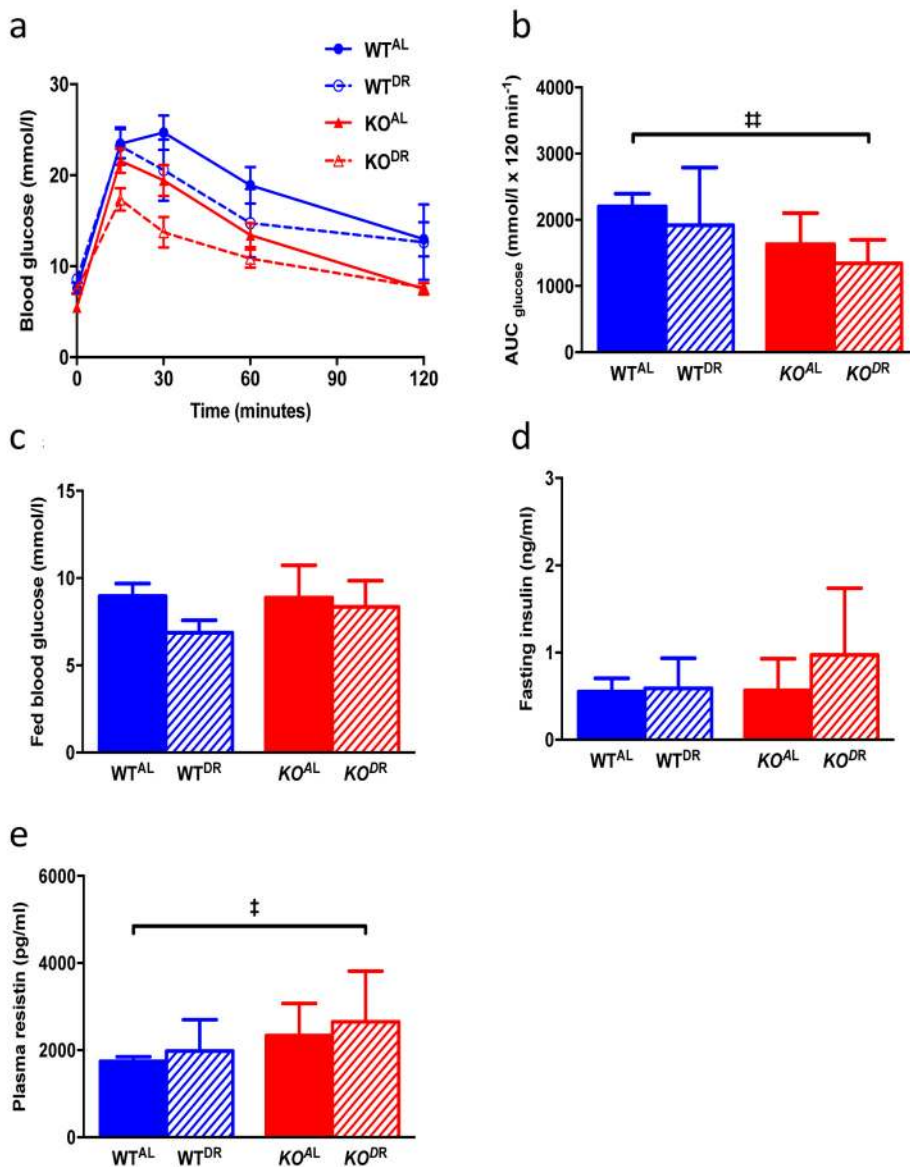 a
WT^AL
WT^DR
KO^AL
KO^DR
30
20
10
0
Blood glucose (mmol/l)
0 30 60 90 120
Time (minutes)
b
4000
3000
2000
1000
0
AUC glucose (mmol/l x 120 min⁻¹)
‡‡
WT^AL WT^DR KO^AL KO^DR
c
15
10
5
0
Fed blood glucose (mmol/l)
WT^AL WT^DR KO^AL KO^DR
d
3
2
1
0
Fasting insulin (ng/ml)
WT^AL WT^DR KO^AL KO^DR
e
6000
4000
2000
0
Plasma resistin (pg/ml)
‡
WT^AL WT^DR KO^AL KO^DR